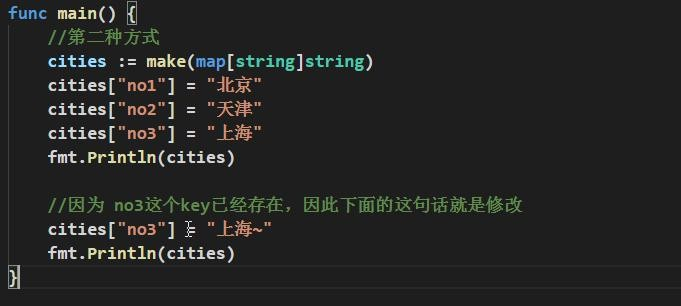 func main() {
//第二种方式
cities := make(map[string]string)
cities["no1"] = "北京"
cities["no2"] = "天津"
cities["no3"] = "上海"
fmt.Println(cities)
//因为 no3这个key已经存在，因此下面的这句话就是修改
cities["no3"] = "上海~"
fmt.Println(cities)
}